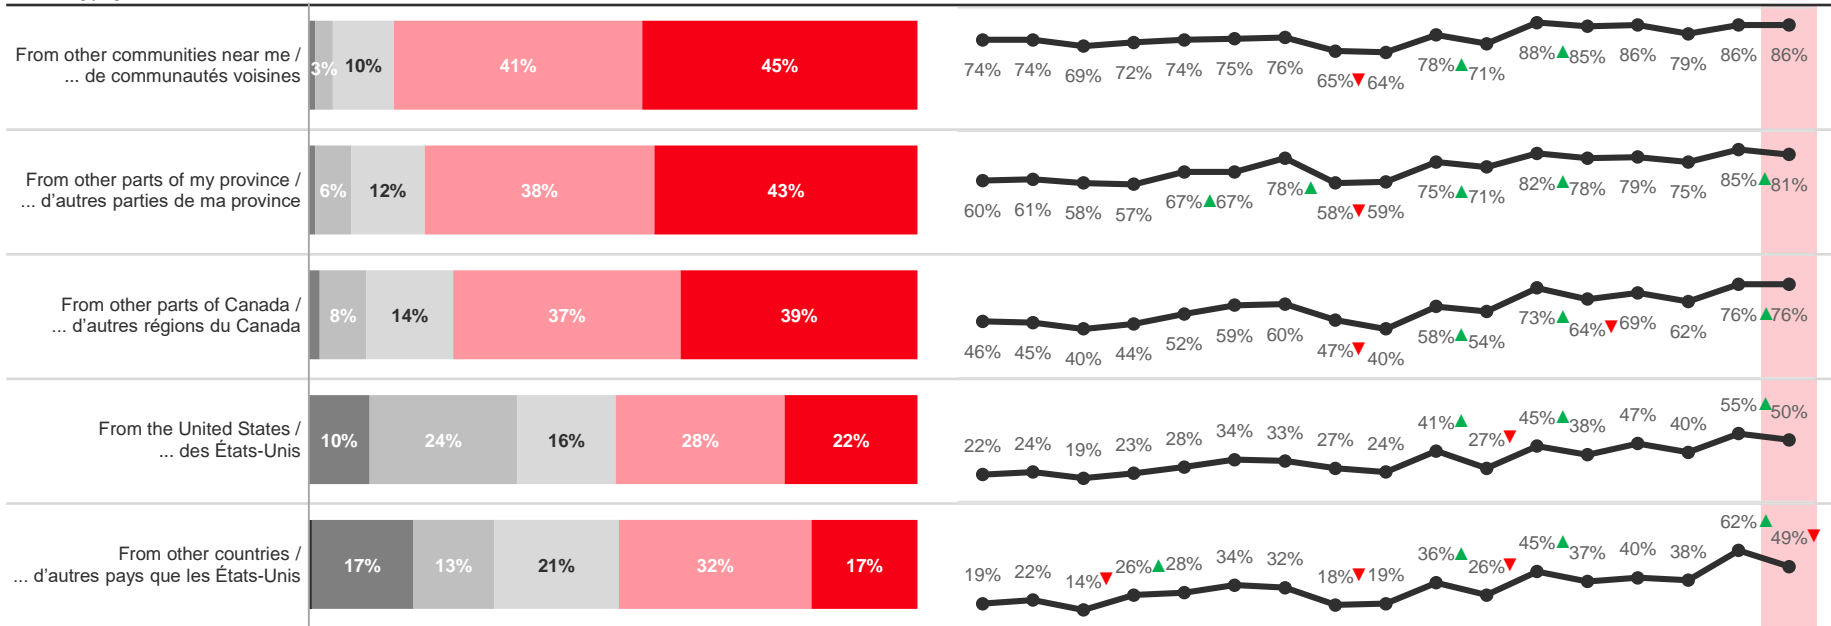 From other communities near me /
... de communautés voisines
3% 10% 41% 45%
74% 74% 69% 72% 74% 75% 76% 65% 64% 78% 71% 88% 85% 86% 79% 86% 86%
From other parts of my province /
... d'autres parties de ma province
6% 12% 38% 43%
60% 61% 58% 57% 67% 67% 78% 58% 59% 75% 71% 82% 78% 79% 75% 85% 81%
From other parts of Canada /
... d'autres régions du Canada
8% 14% 37% 39%
46% 45% 40% 44% 52% 59% 60% 47% 40% 58% 54% 73% 64% 69% 62% 76% 76%
From the United States /
... des États-Unis
10% 24% 16% 28% 22%
22% 24% 19% 23% 28% 34% 33% 27% 24% 41% 27% 45% 38% 47% 40% 55% 50%
From other countries /
... d'autres pays que les États-Unis
17% 13% 21% 32% 17%
19% 22% 14% 26% 28% 34% 32% 18% 19% 36% 26% 45% 37% 40% 38% 62% 49%